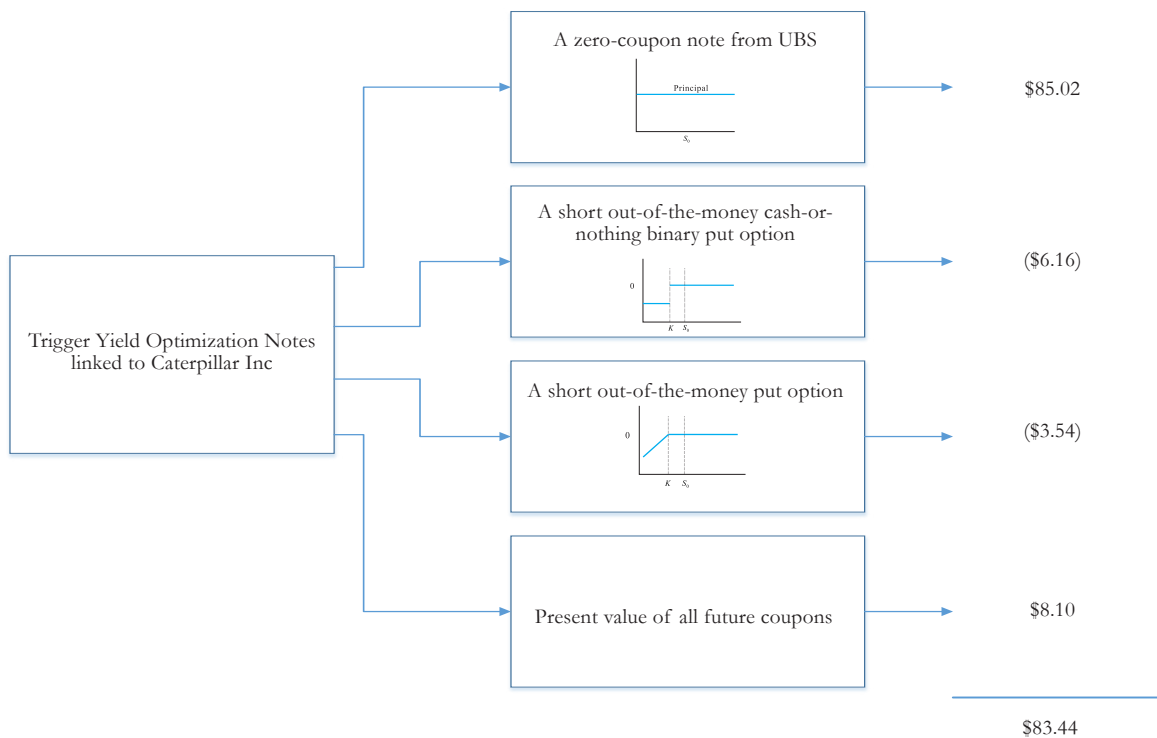 A zero-coupon note from UBS
Principal
S₀
$85.02
A short out-of-the-money cash-or-
nothing binary put option
0
K S₀
($6.16)
Trigger Yield Optimization Notes
linked to Caterpillar Inc
A short out-of-the-money put option
0
K S₀
($3.54)
Present value of all future coupons
$8.10
$83.44